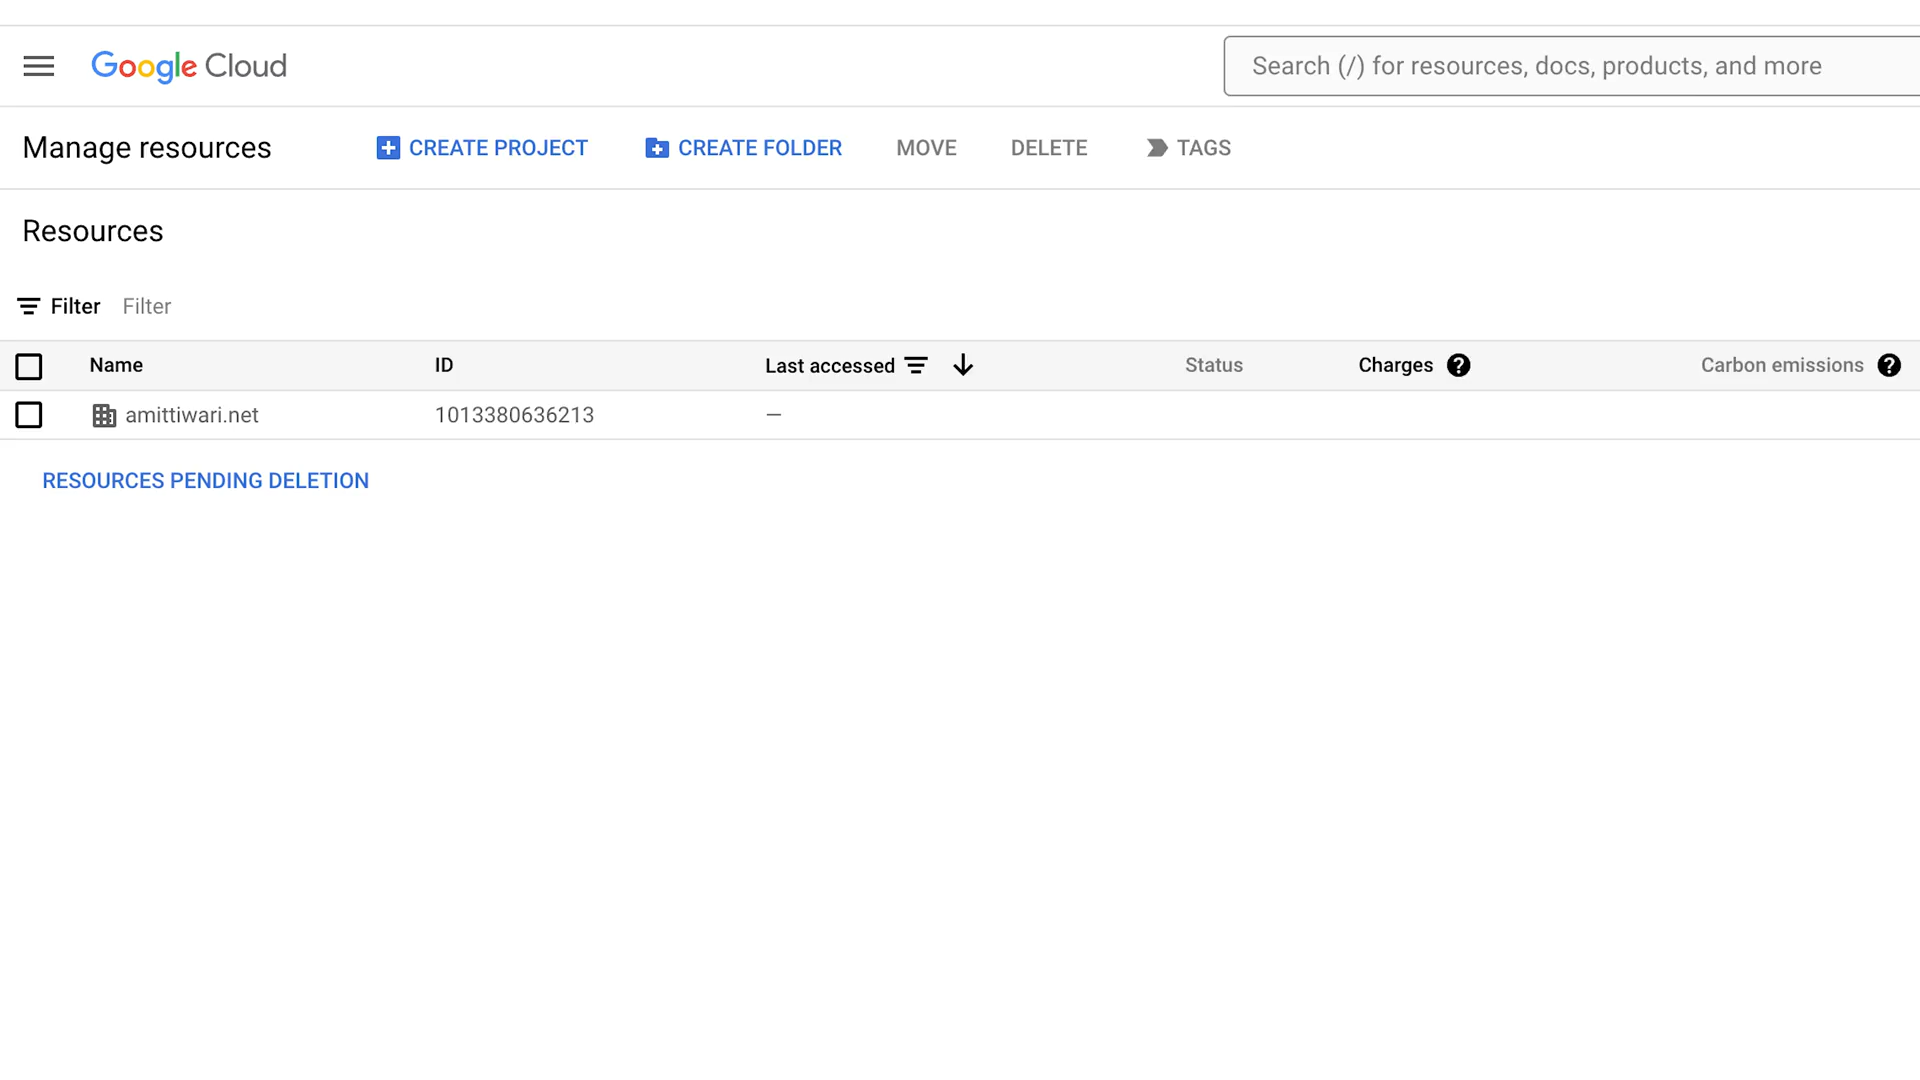 Google Cloud
Search (/) for resources, docs, products, and more
Manage resources CREATE PROJECT CREATE FOLDER MOVE DELETE TAGS
Resources
Filter Filter
Name ID Last accessed Status Charges Carbon emissions
amittiwari.net 1013380636213 —
RESOURCES PENDING DELETION